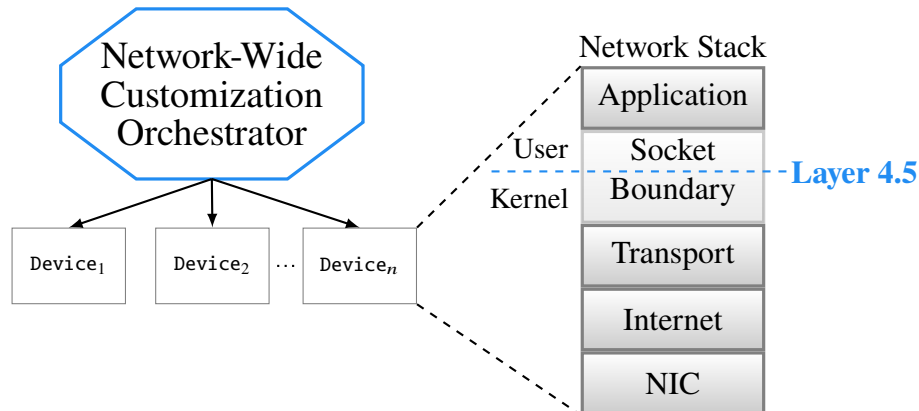 Network-Wide
Customization
Orchestrator
Device₁
Device₂
...
Deviceₙ
Network Stack
Application
User
Socket
Layer 4.5
Kernel
Boundary
Transport
Internet
NIC